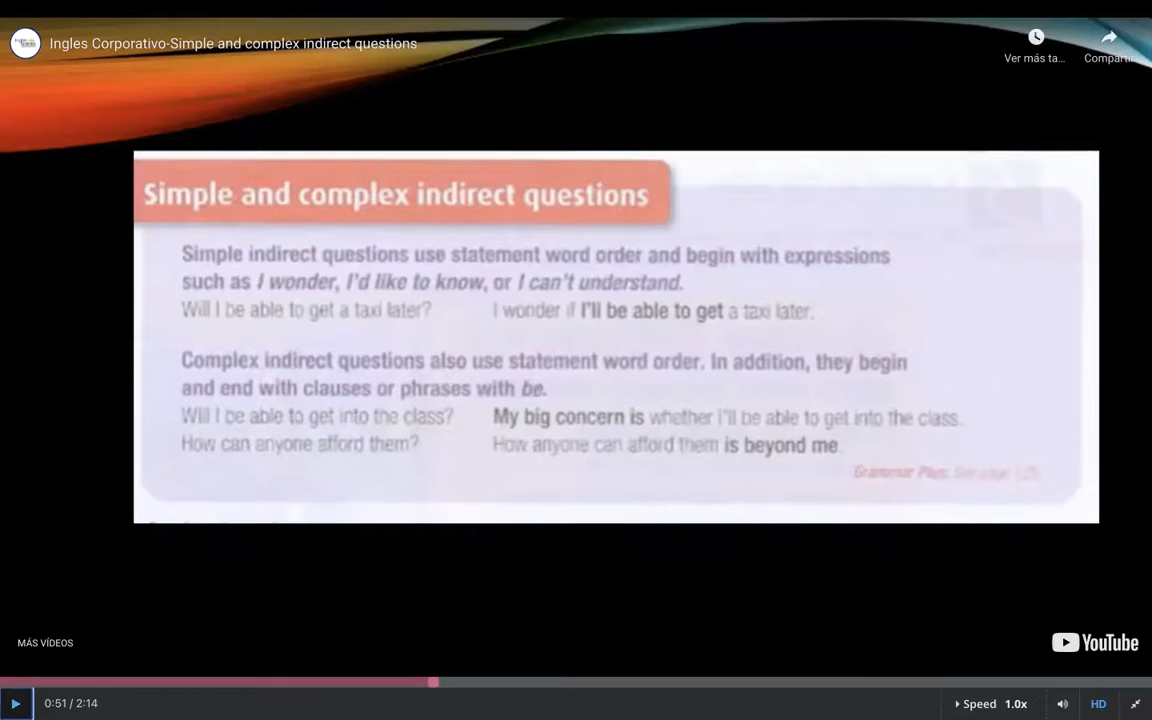 Ingles Corporativo-Simple and complex indirect questions
Ver más ta...
Compartir
Simple and complex indirect questions
Simple indirect questions use statement word order and begin with expressions
such as I wonder, I'd like to know, or I can't understand.
Will I be able to get a taxi later? I wonder if I'll be able to get a taxi later.
Complex indirect questions also use statement word order. In addition, they begin
and end with clauses or phrases with be.
Will I be able to get into the class? My big concern is whether I'll be able to get into the class.
How can anyone afford them? How anyone can afford them is beyond me.
Grammar Plus: See page
MÁS VÍDEOS
YouTube
0:51 / 2:14
Speed 1.0x
HD